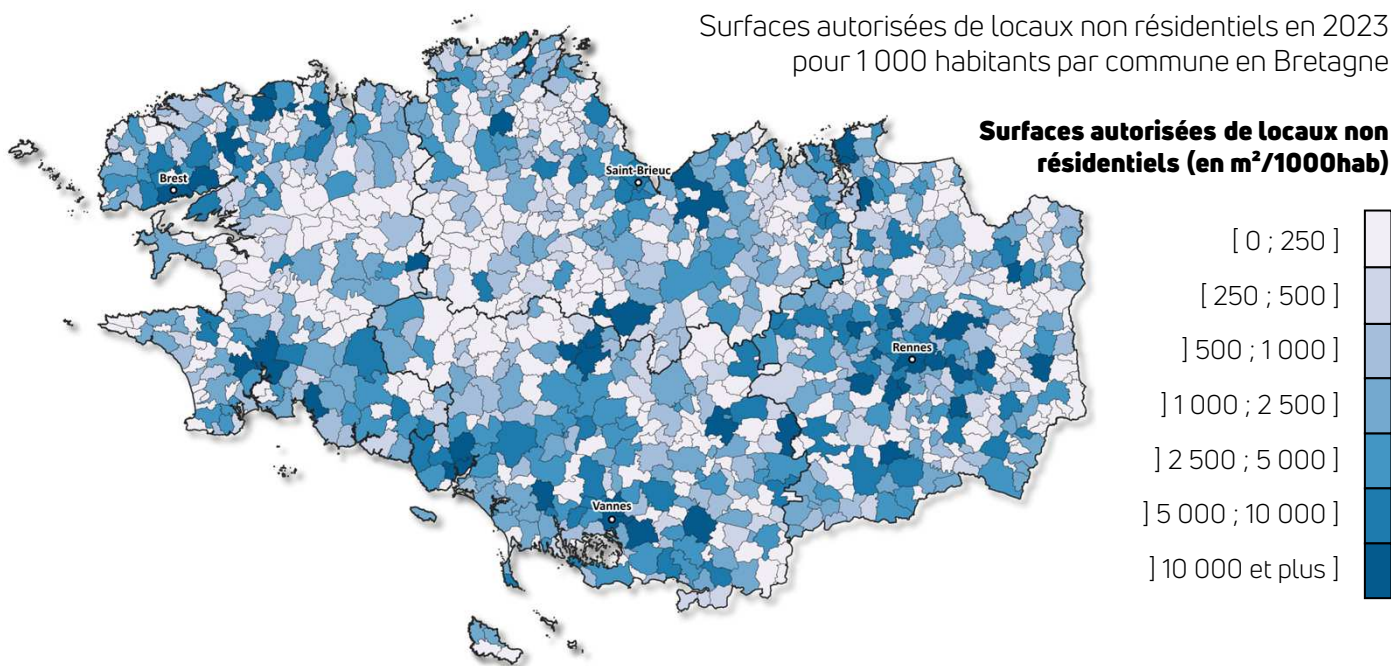 Surfaces autorisées de locaux non résidentiels en 2023
pour 1 000 habitants par commune en Bretagne
Surfaces autorisées de locaux non
résidentiels (en m²/1000hab)
[ 0 ; 250 ]
[ 250 ; 500 ]
] 500 ; 1 000 ]
] 1 000 ; 2 500 ]
] 2 500 ; 5 000 ]
] 5 000 ; 10 000 ]
] 10 000 et plus ]
Brest
Saint-Brieuc
Rennes
Vannes